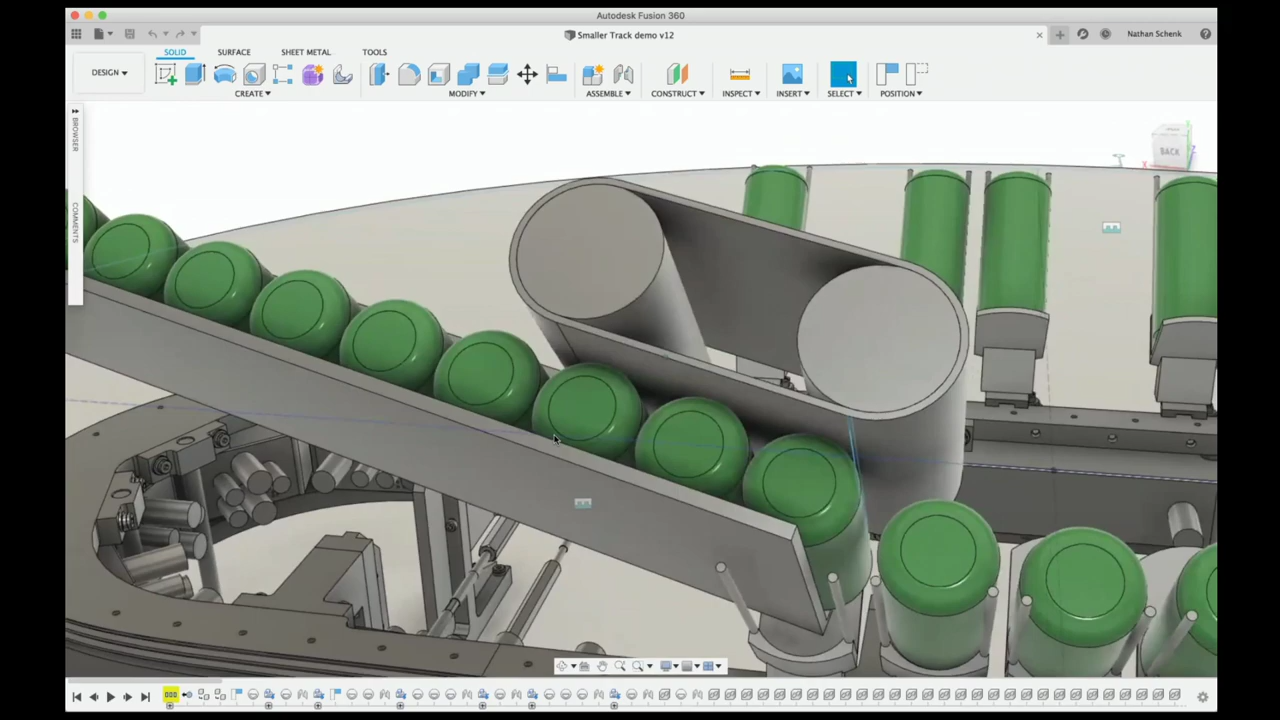 Autodesk Fusion 360
Smaller Track demo v12
Nathan Schenk
SOLID
SURFACE
SHEET METAL
TOOLS
DESIGN
CREATE
MODIFY
ASSEMBLE
CONSTRUCT
INSPECT
INSERT
SELECT
POSITION
BROWSER
COMMENTS
BACK
X
Z